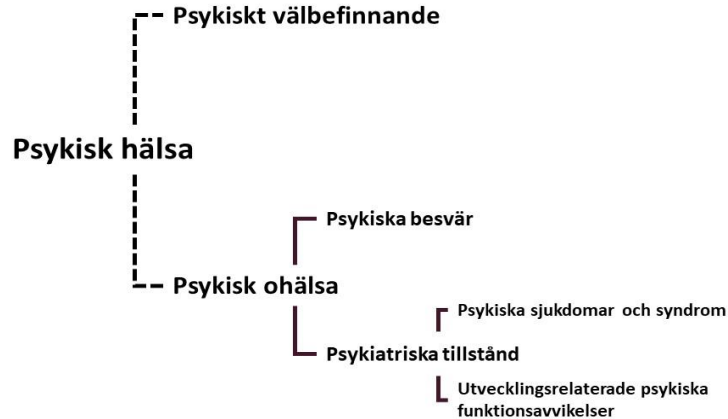 Psykiskt välbefinnande
Psykisk hälsa
Psykiska besvär
Psykisk ohälsa
Psykiska sjukdomar och syndrom
Psykiatriska tillstånd
Utvecklingsrelaterade psykiska
funktionsavvikelser